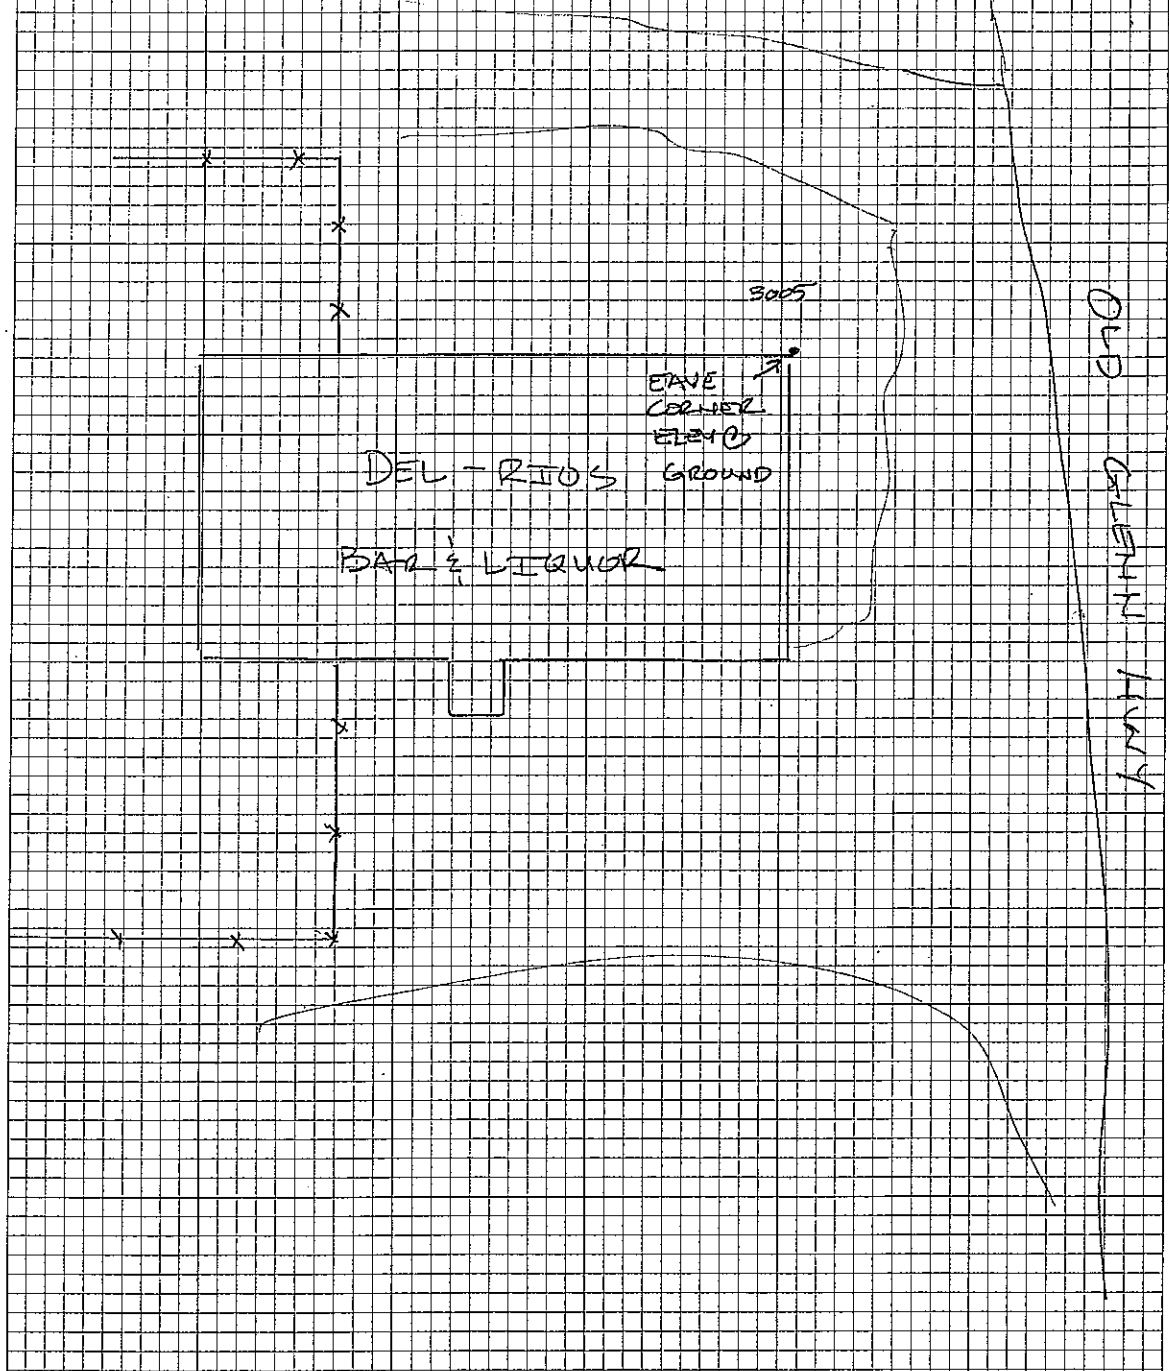 3005
EAVE
CORNER
ELEV @
GROUND
DEL-RIOS
BAR & LIQUOR
OLD GLENN HWY